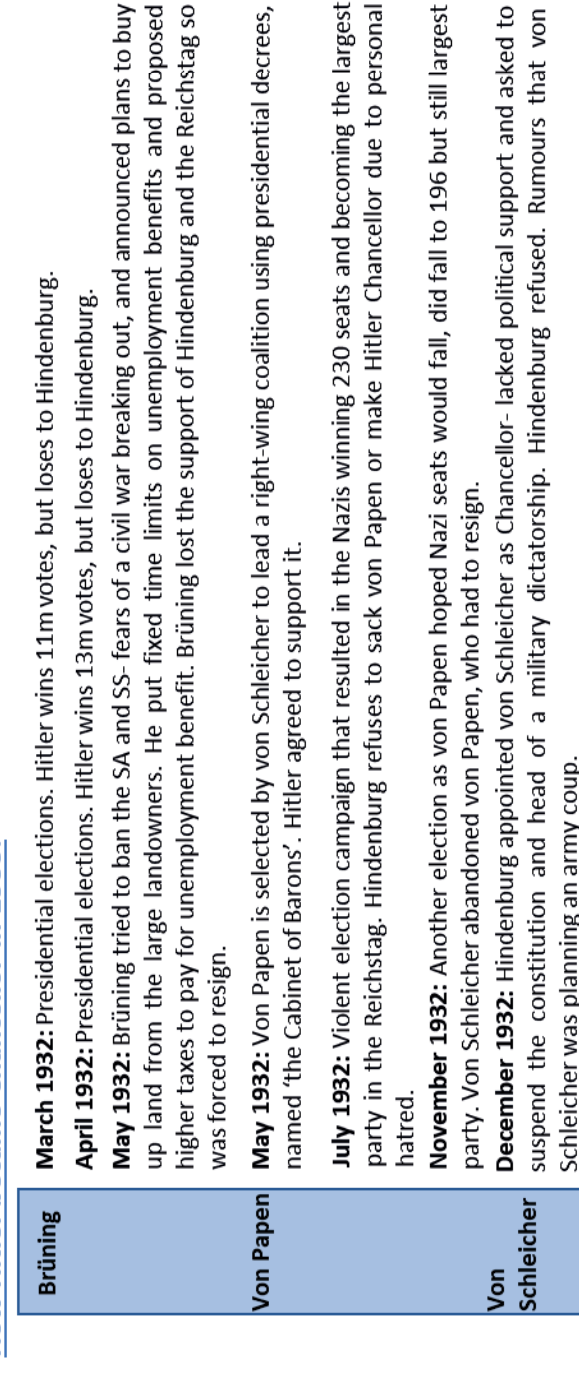 Brüning
March 1932: Presidential elections. Hitler wins 11m votes, but loses to Hindenburg.
April 1932: Presidential elections. Hitler wins 13m votes, but loses to Hindenburg.
May 1932: Brüning tried to ban the SA and SS- fears of a civil war breaking out, and announced plans to buy
up land from the large landowners. He put fixed time limits on unemployment benefits and proposed
higher taxes to pay for unemployment benefit. Brüning lost the support of Hindenburg and the Reichstag so
was forced to resign.
Von Papen
May 1932: Von Papen is selected by von Schleicher to lead a right-wing coalition using presidential decrees,
named ‘the Cabinet of Barons’. Hitler agreed to support it.
July 1932: Violent election campaign that resulted in the Nazis winning 230 seats and becoming the largest
party in the Reichstag. Hindenburg refuses to sack von Papen or make Hitler Chancellor due to personal
hatred.
November 1932: Another election as von Papen hoped Nazi seats would fall, did fall to 196 but still largest
party. Von Schleicher abandoned von Papen, who had to resign.
Von
Schleicher
December 1932: Hindenburg appointed von Schleicher as Chancellor- lacked political support and asked to
suspend the constitution and head of a military dictatorship. Hindenburg refused. Rumours that von
Schleicher was planning an army coup.